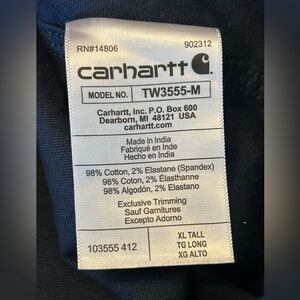 RN#14806 902312
carhartt
MODEL NO. TW3555-M
Carhartt, Inc. P.O. Box 600
Dearborn, MI 48121 USA
carhartt.com
Made in India
Fabriqué en Inde
Hecho en India
98% Cotton, 2% Elastane (Spandex)
98% Coton, 2% Élasthanne
98% Algodón, 2% Elastano
Exclusive Trimming
Sauf Garnitures
Excepto Adorno
103555 412
XL TALL
TG LONG
XG ALTO